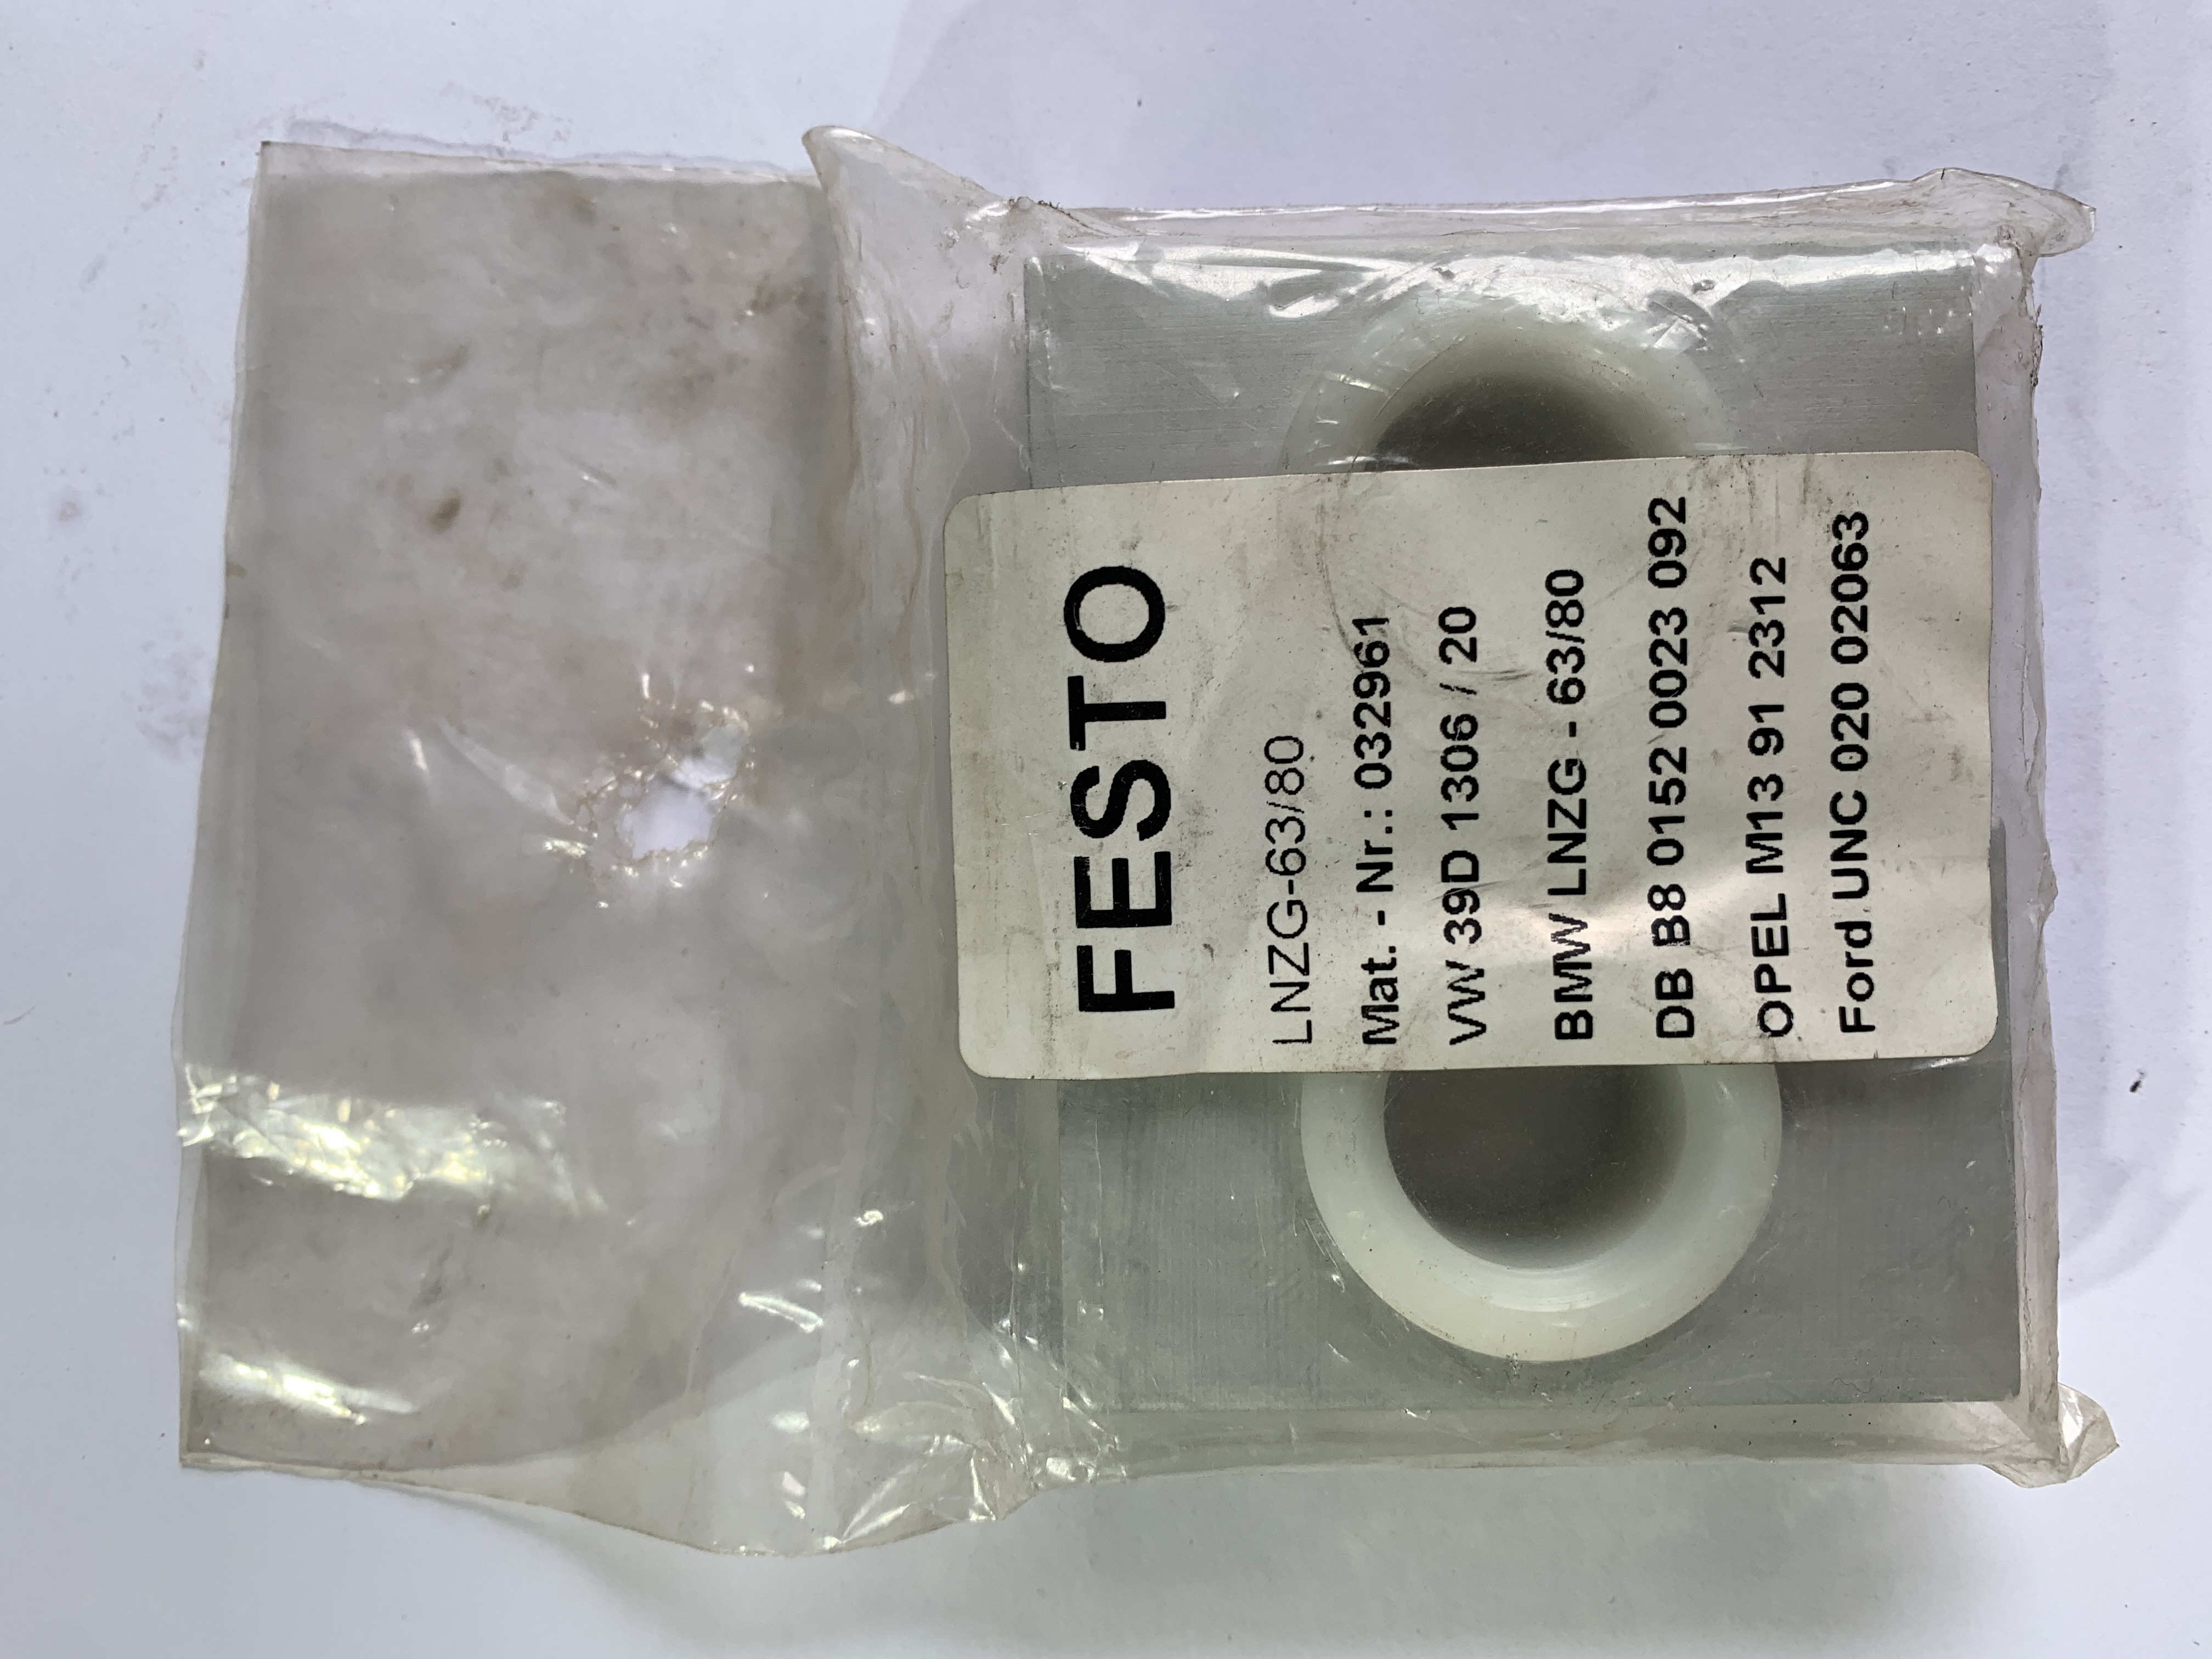 FESTO
LNZG-63/80
Mat. - Nr.: 032961
VW 39D 1306 / 20
BMW LNZG - 63/80
DB B8 0152 0023 092
OPEL M13 91 2312
Ford UNC 020 02063